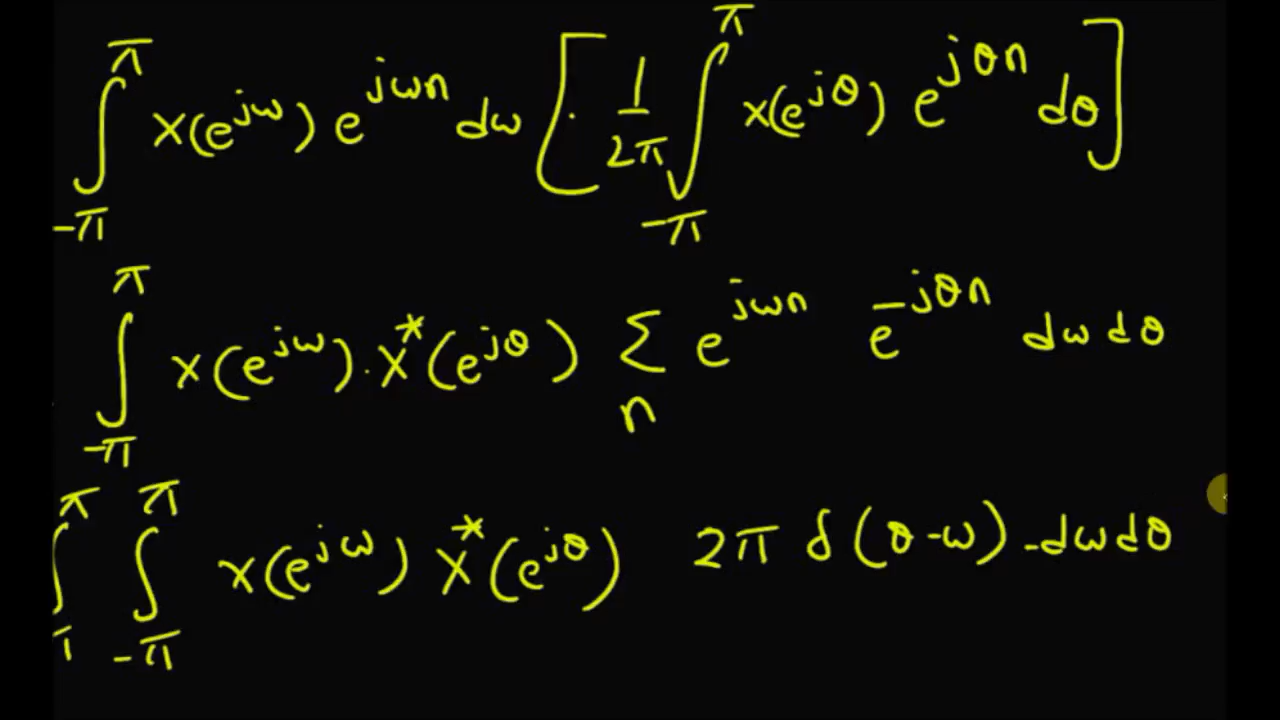 ∫_{-π}^{π} x(e^{jω}) e^{jωn} dω [ · 1/2π ∫_{-π}^{π} x(e^{jθ}) e^{jθn} dθ ]
∫_{-π}^{π} x(e^{jω}) · X*(e^{jθ}) Σ_n e^{jωn} e^{-jθn} dω dθ
∫_{π}^{π} ∫_{-π}^{π} x(e^{jω}) X*(e^{jθ}) 2π δ(θ-ω) - dω dθ